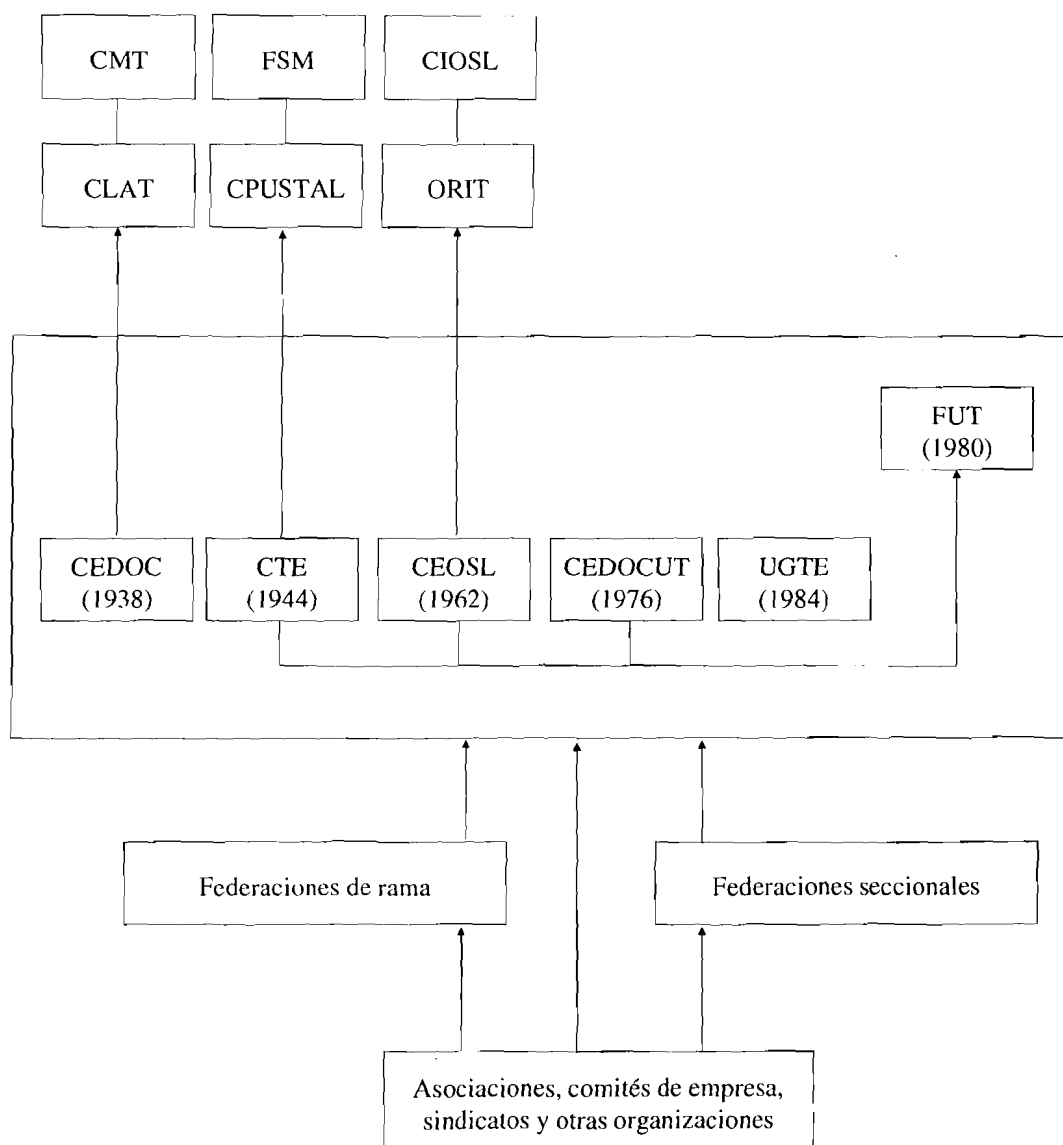 CMT
FSM
CIOSL
CLAT
CPUSTAL
ORIT
FUT
(1980)
CEDOC
(1938)
CTE
(1944)
CEOSL
(1962)
CEDOCUT
(1976)
UGTE
(1984)
Federaciones de rama
Federaciones seccionales
Asociaciones, comités de empresa,
sindicatos y otras organizaciones